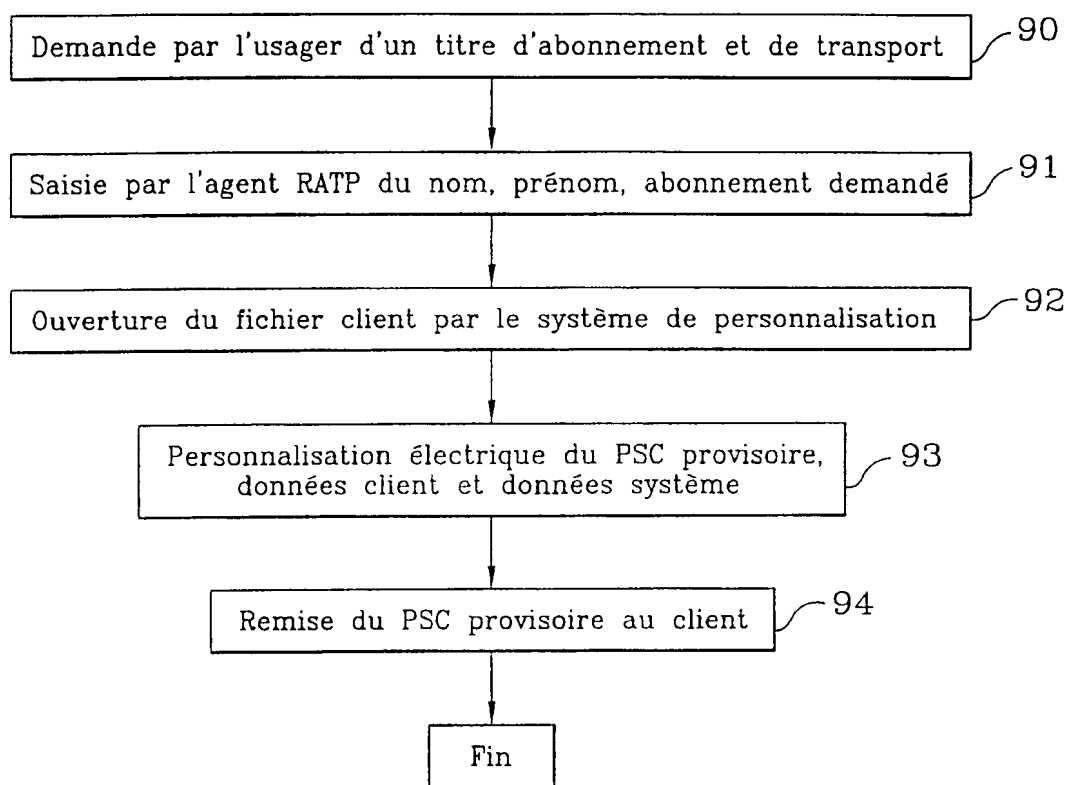 Demande par l'usager d'un titre d'abonnement et de transport
90
Saisie par l'agent RATP du nom, prénom, abonnement demandé
91
Ouverture du fichier client par le système de personnalisation
92
Personnalisation électrique du PSC provisoire,
données client et données système
93
Remise du PSC provisoire au client
94
Fin